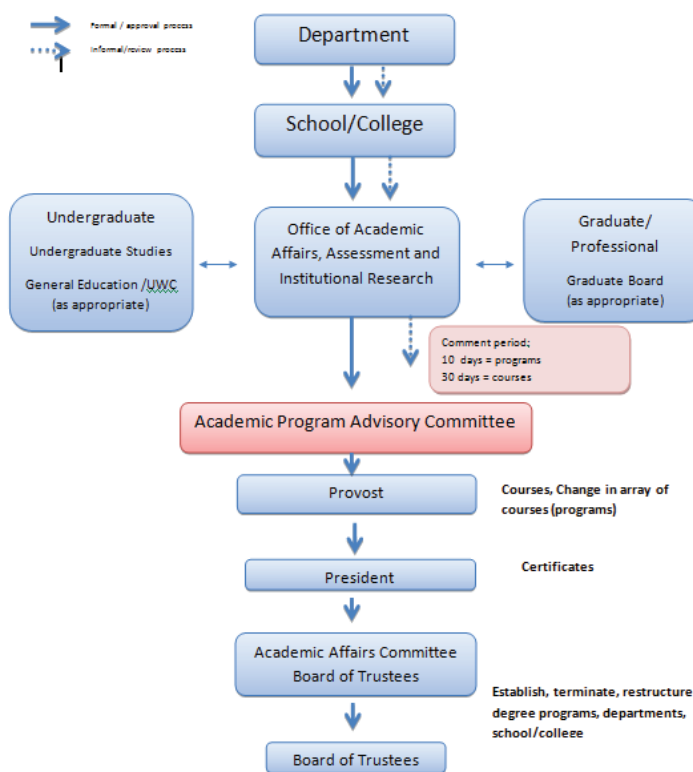 Formal / approval process
Informal/review process
Department
School/College
Undergraduate
Undergraduate Studies
General Education /UWC
(as appropriate)
Office of Academic
Affairs, Assessment and
Institutional Research
Graduate/
Professional
Graduate Board
(as appropriate)
Comment period;
10 days = programs
30 days = courses
Academic Program Advisory Committee
Provost
Courses, Change in array of
courses (programs)
President
Certificates
Academic Affairs Committee
Board of Trustees
Establish, terminate, restructure
degree programs, departments,
school/college
Board of Trustees